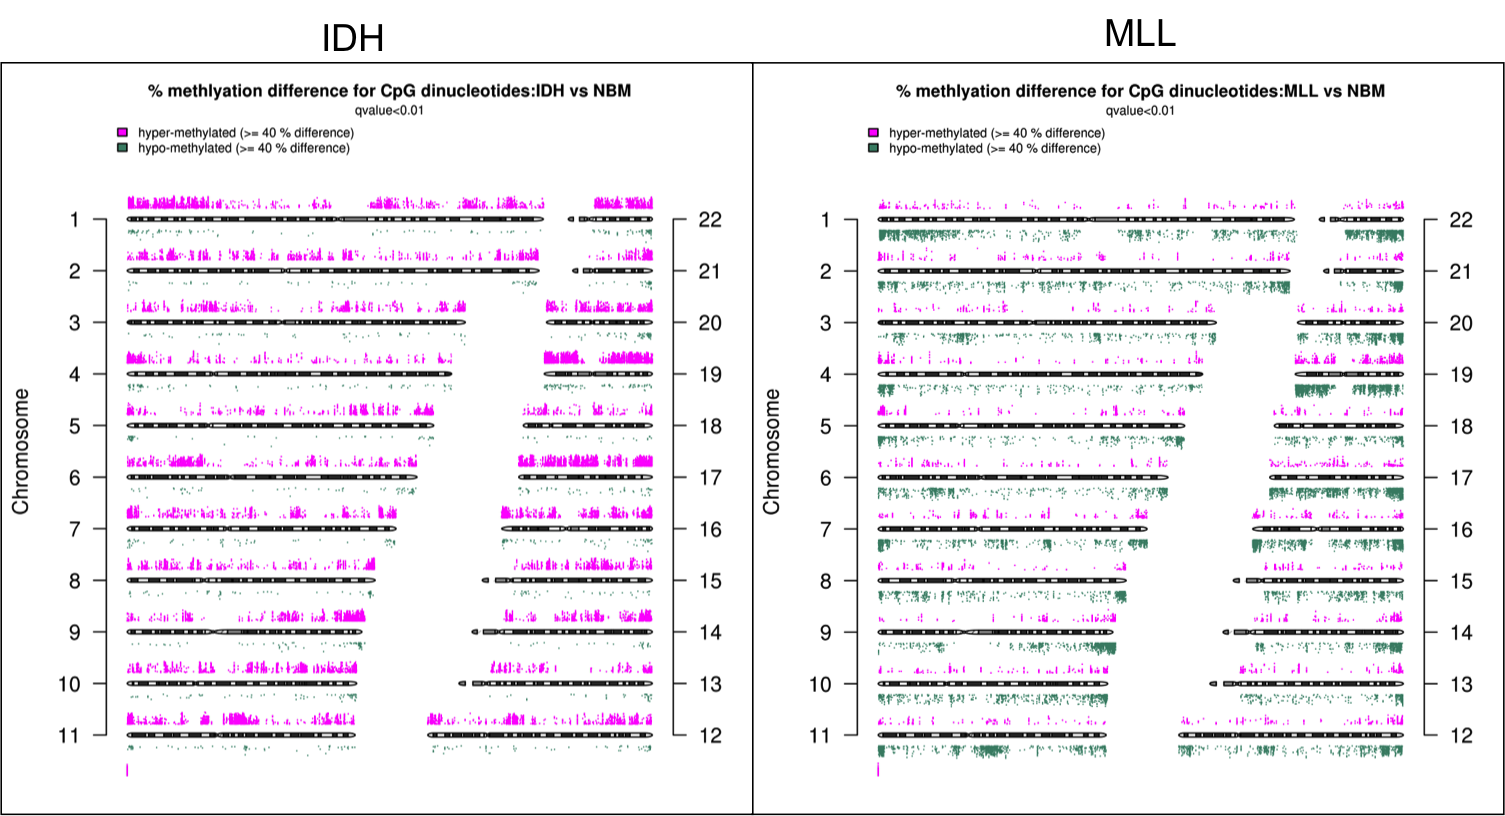 IDH
MLL
% methlyation difference for CpG dinucleotides:IDH vs NBM
qvalue<0.01
hyper-methylated (>= 40 % difference)
hypo-methylated (>= 40 % difference)
Chromosome
1 22
2 21
3 20
4 19
5 18
6 17
7 16
8 15
9 14
10 13
11 12
% methlyation difference for CpG dinucleotides:MLL vs NBM
qvalue<0.01
hyper-methylated (>= 40 % difference)
hypo-methylated (>= 40 % difference)
Chromosome
1 22
2 21
3 20
4 19
5 18
6 17
7 16
8 15
9 14
10 13
11 12